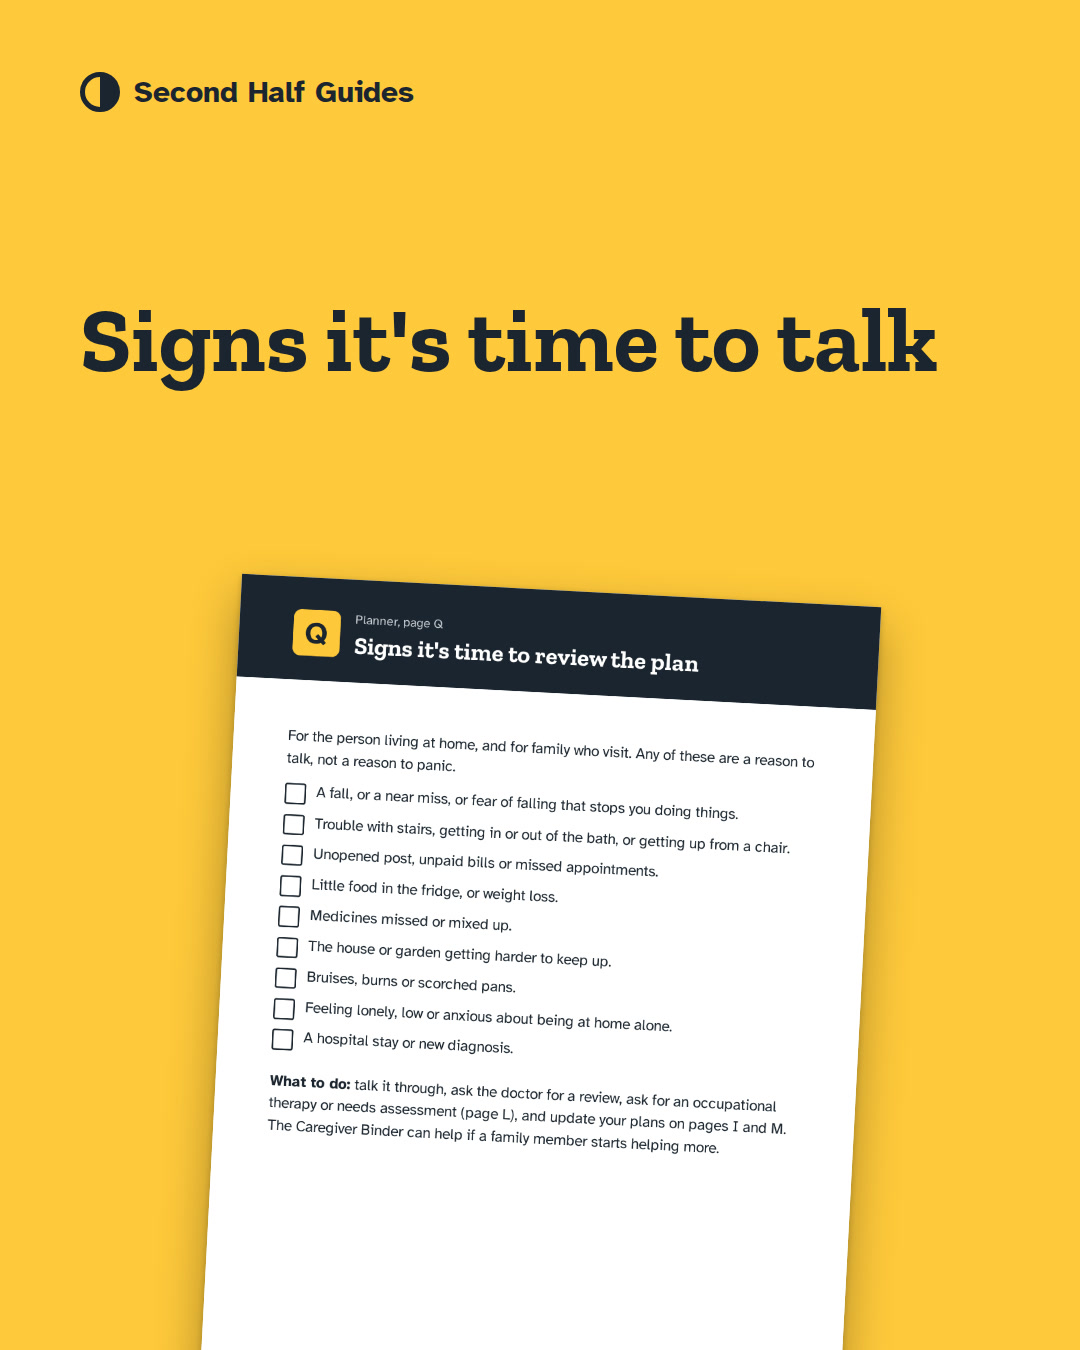 Second Half Guides
Signs it's time to talk
Q
Planner, page Q
Signs it's time to review the plan
For the person living at home, and for family who visit. Any of these are a reason to
talk, not a reason to panic.
A fall, or a near miss, or fear of falling that stops you doing things.
Trouble with stairs, getting in or out of the bath, or getting up from a chair.
Unopened post, unpaid bills or missed appointments.
Little food in the fridge, or weight loss.
Medicines missed or mixed up.
The house or garden getting harder to keep up.
Bruises, burns or scorched pans.
Feeling lonely, low or anxious about being at home alone.
A hospital stay or new diagnosis.
What to do: talk it through, ask the doctor for a review, ask for an occupational
therapy or needs assessment (page L), and update your plans on pages I and M.
The Caregiver Binder can help if a family member starts helping more.